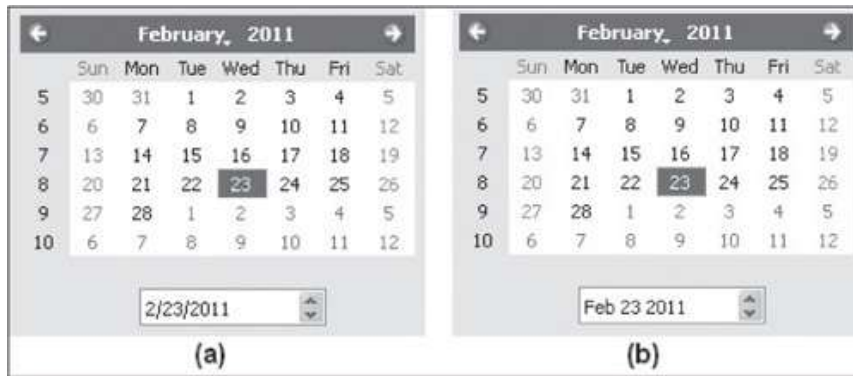 February, 2011
Sun Mon Tue Wed Thu Fri Sat
5 30 31 1 2 3 4 5
6 6 7 8 9 10 11 12
7 13 14 15 16 17 18 19
8 20 21 22 23 24 25 26
9 27 28 1 2 3 4 5
10 6 7 8 9 10 11 12
2/23/2011
(a)
February, 2011
Sun Mon Tue Wed Thu Fri Sat
5 30 31 1 2 3 4 5
6 6 7 8 9 10 11 12
7 13 14 15 16 17 18 19
8 20 21 22 23 24 25 26
9 27 28 1 2 3 4 5
10 6 7 8 9 10 11 12
Feb 23 2011
(b)